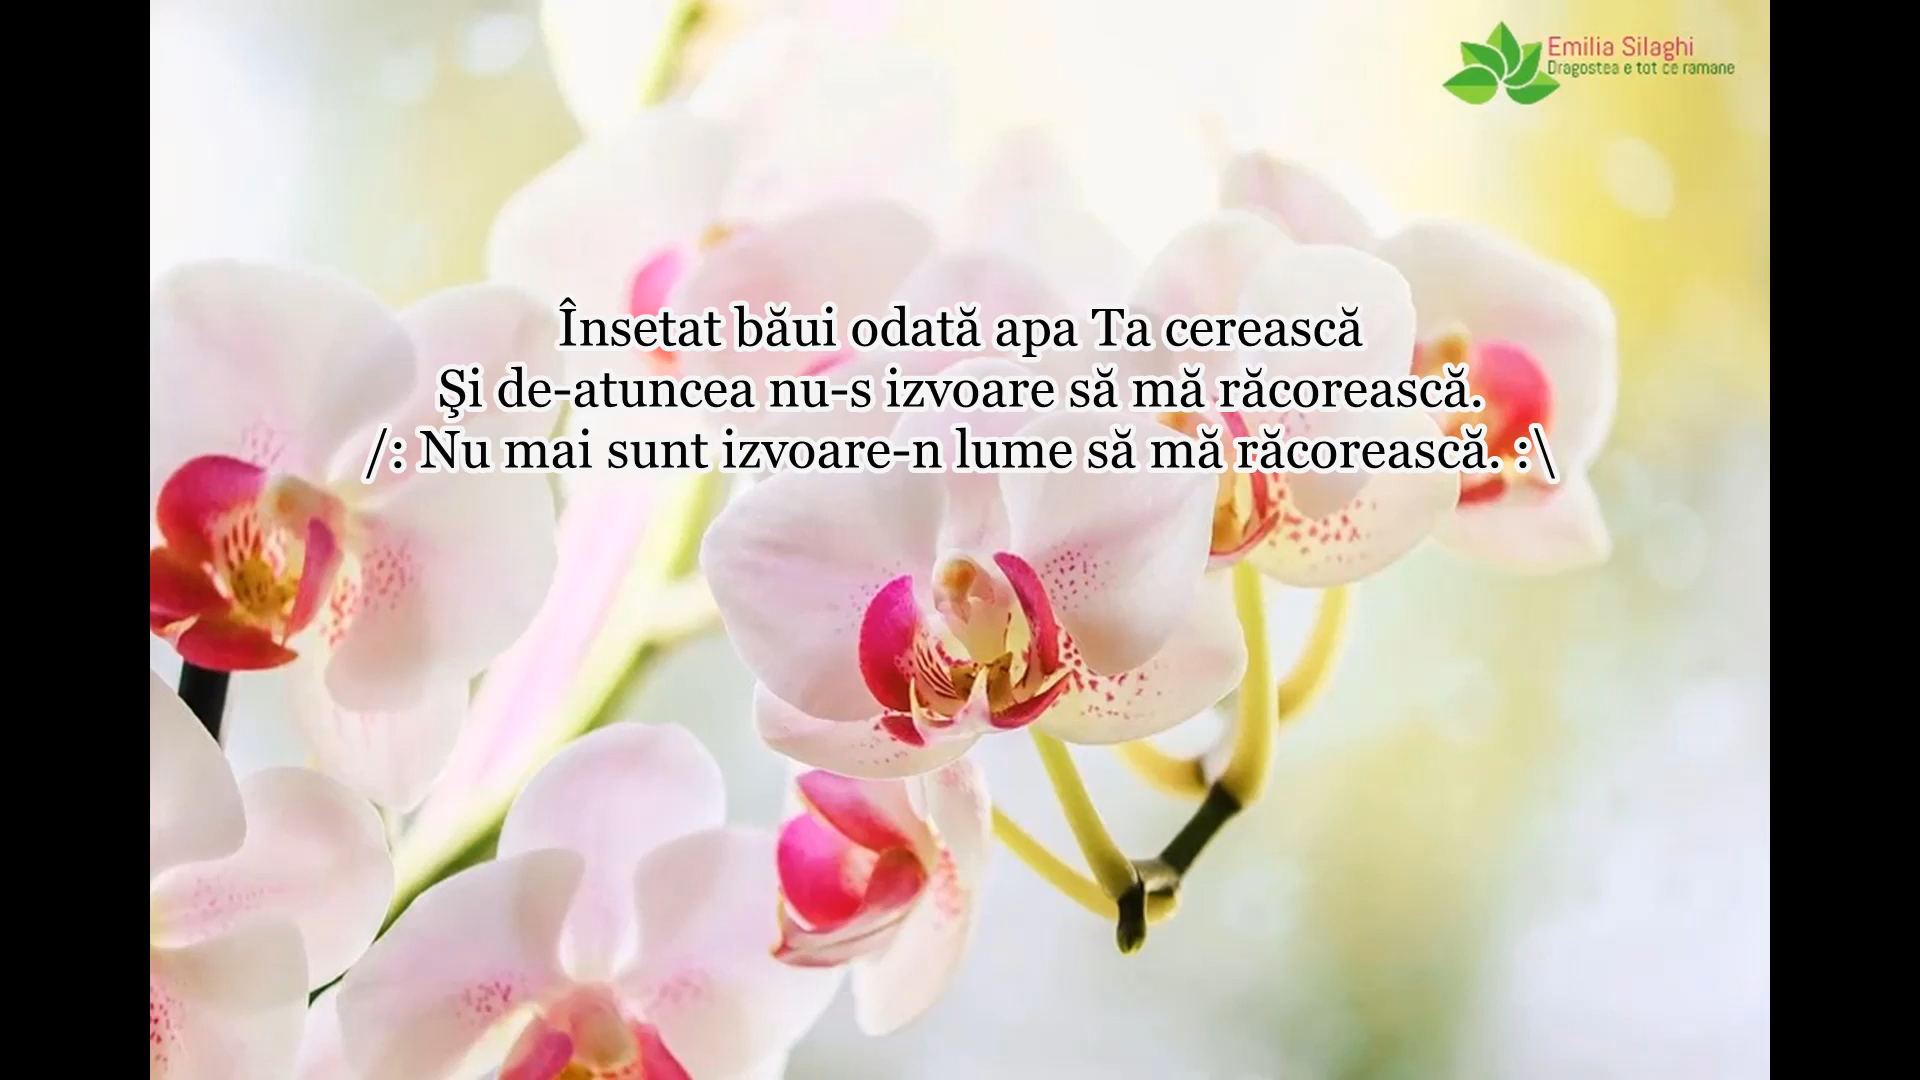 Emilia Silaghi
Dragostea e tot ce ramane
Însetat băui odată apa Ta cerească
Şi de-atuncea nu-s izvoare să mă răcorească.
/: Nu mai sunt izvoare-n lume să mă răcorească. :\